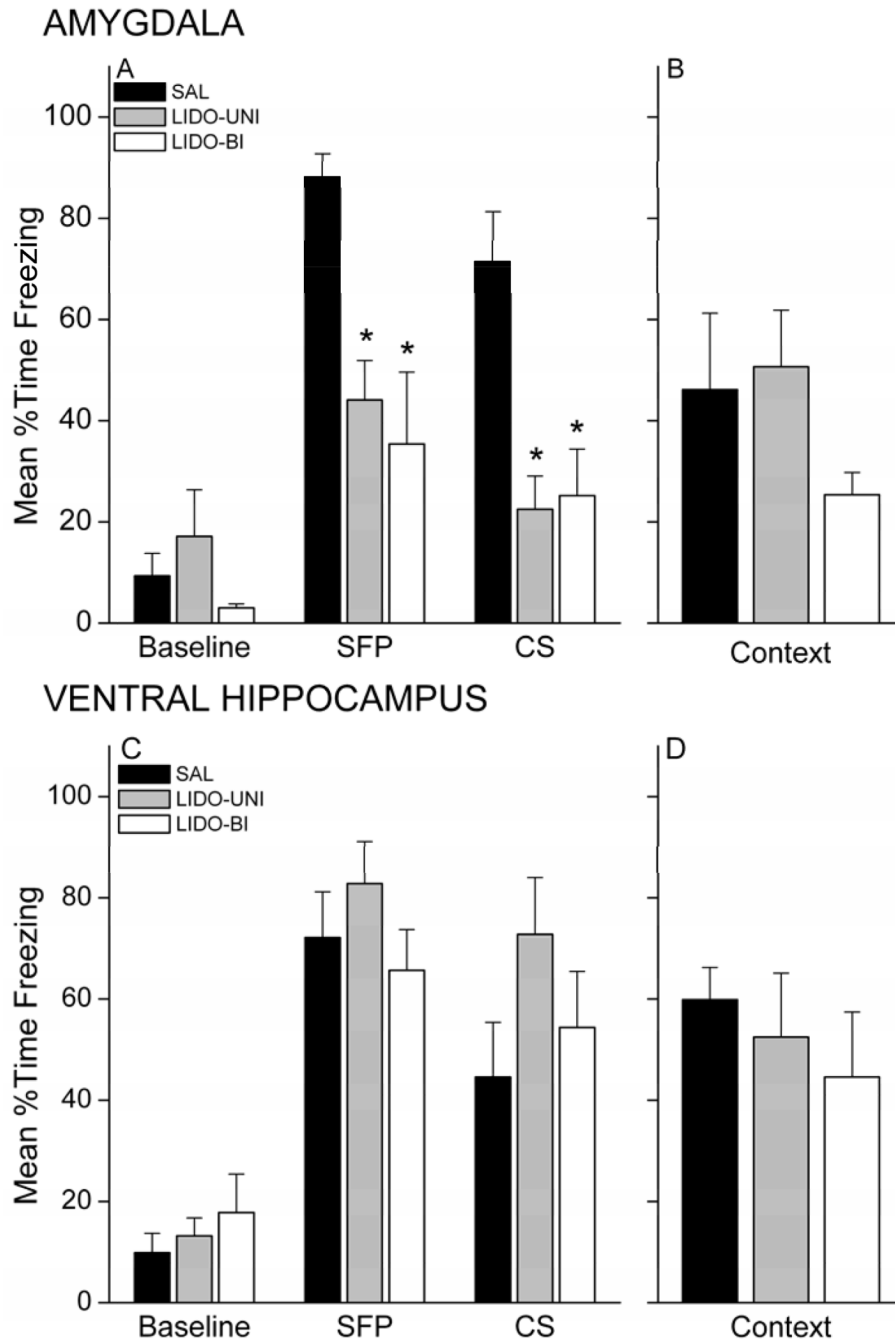 AMYGDALA
A
B
SAL
LIDO-UNI
LIDO-BI
Mean %Time Freezing
100
80
60
40
20
0
* * * *
Baseline SFP CS Context
VENTRAL HIPPOCAMPUS
C
D
SAL
LIDO-UNI
LIDO-BI
Mean %Time Freezing
100
80
60
40
20
0
Baseline SFP CS Context